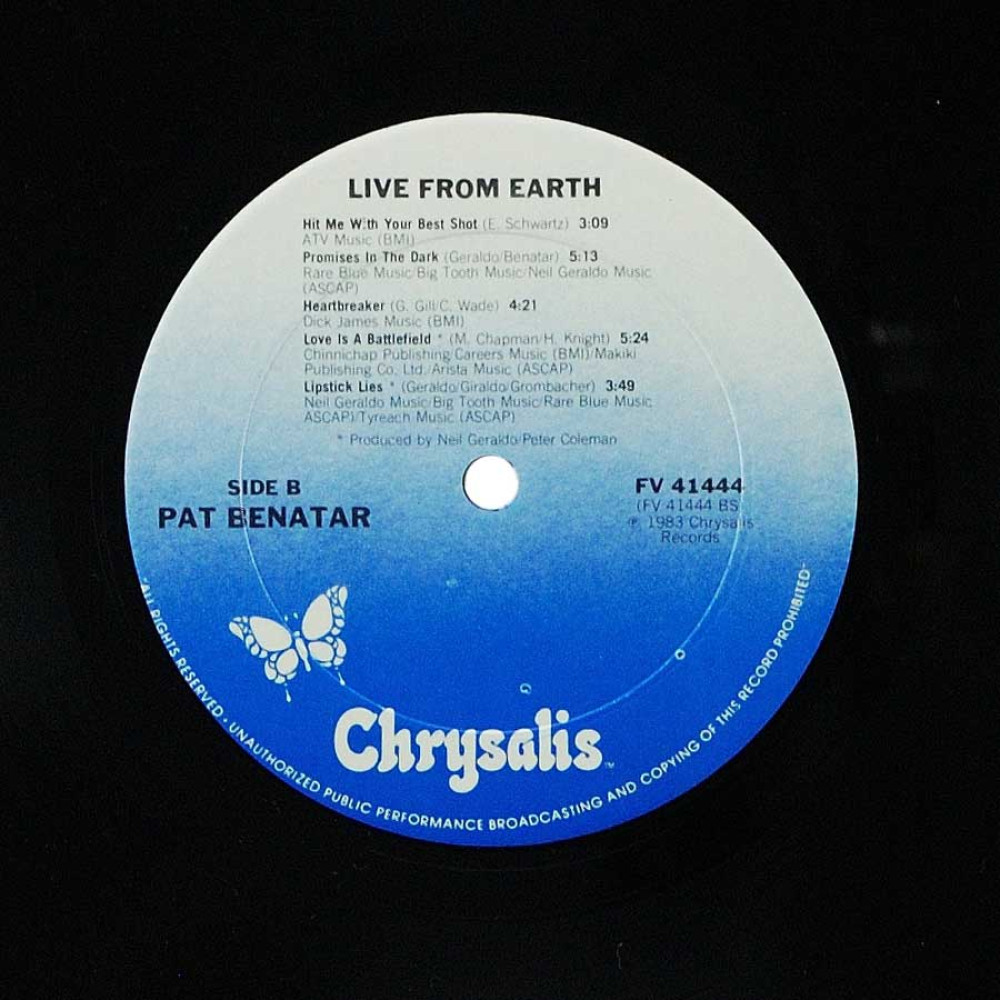 LIVE FROM EARTH
Hit Me With Your Best Shot (E. Schwartz) 3:09
ATV Music (BMI)
Promises In The Dark (Geraldo/Benatar) 5:13
Rare Blue Music/Big Tooth Music/Neil Geraldo Music
(ASCAP)
Heartbreaker (G. Gill/C. Wade) 4:21
Dick James Music (BMI)
Love Is A Battlefield * (M. Chapman/H. Knight) 5:24
Chinnichap Publishing/Careers Music (BMI)/Makiki
Publishing Co. Ltd./Arista Music (ASCAP)
Lipstick Lies * (Geraldo/Giraldo/Grombacher) 3:49
Neil Geraldo Music/Big Tooth Music/Rare Blue Music
ASCAP)/Tyreach Music (ASCAP)
* Produced by Neil Geraldo/Peter Coleman
SIDE B
PAT BENATAR
FV 41444
(FV 41444 BS
℗ 1983 Chrysalis
Records
Chrysalis™
-ALL RIGHTS RESERVED • UNAUTHORIZED PUBLIC PERFORMANCE BROADCASTING AND COPYING OF THIS RECORD PROHIBITED-